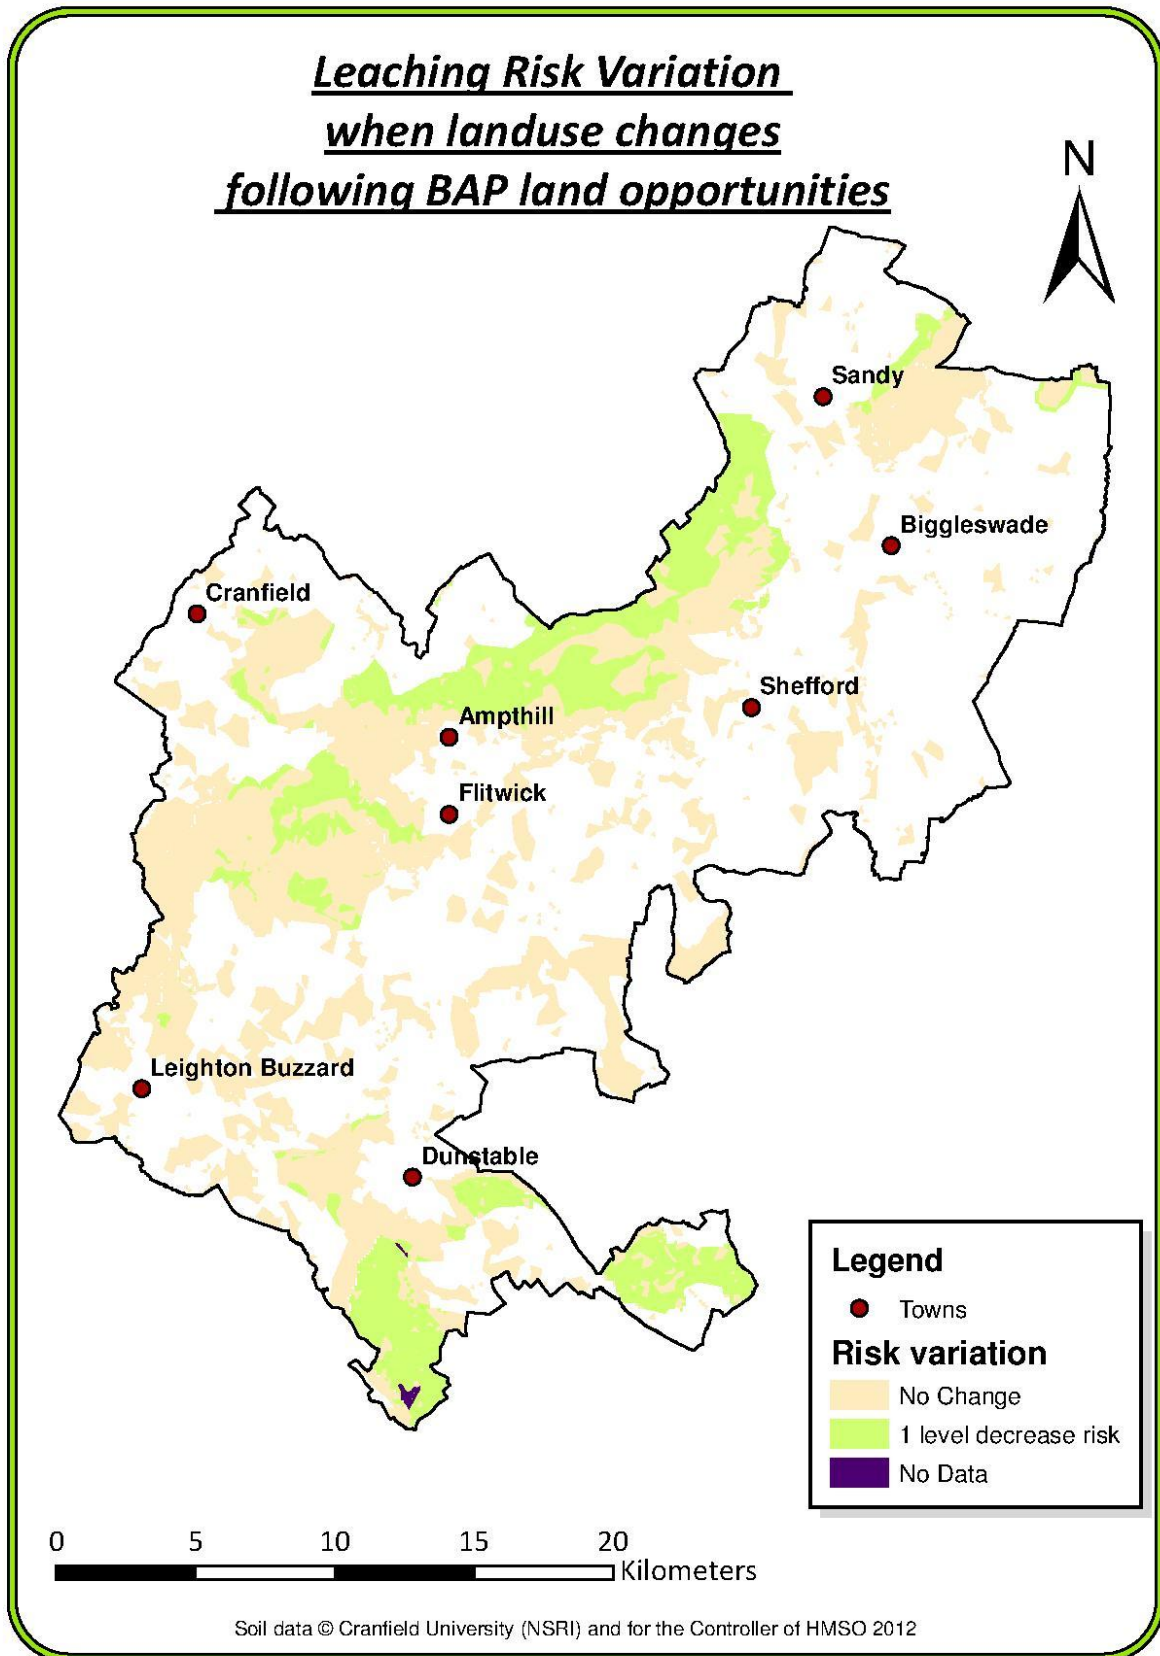 Leaching Risk Variation
when landuse changes
following BAP land opportunities
N
Sandy
Biggleswade
Cranfield
Shefford
Ampthill
Flitwick
Leighton Buzzard
Dunstable
Legend
Towns
Risk variation
No Change
1 level decrease risk
No Data
0 5 10 15 20
Kilometers
Soil data © Cranfield University (NSRI) and for the Controller of HMSO 2012